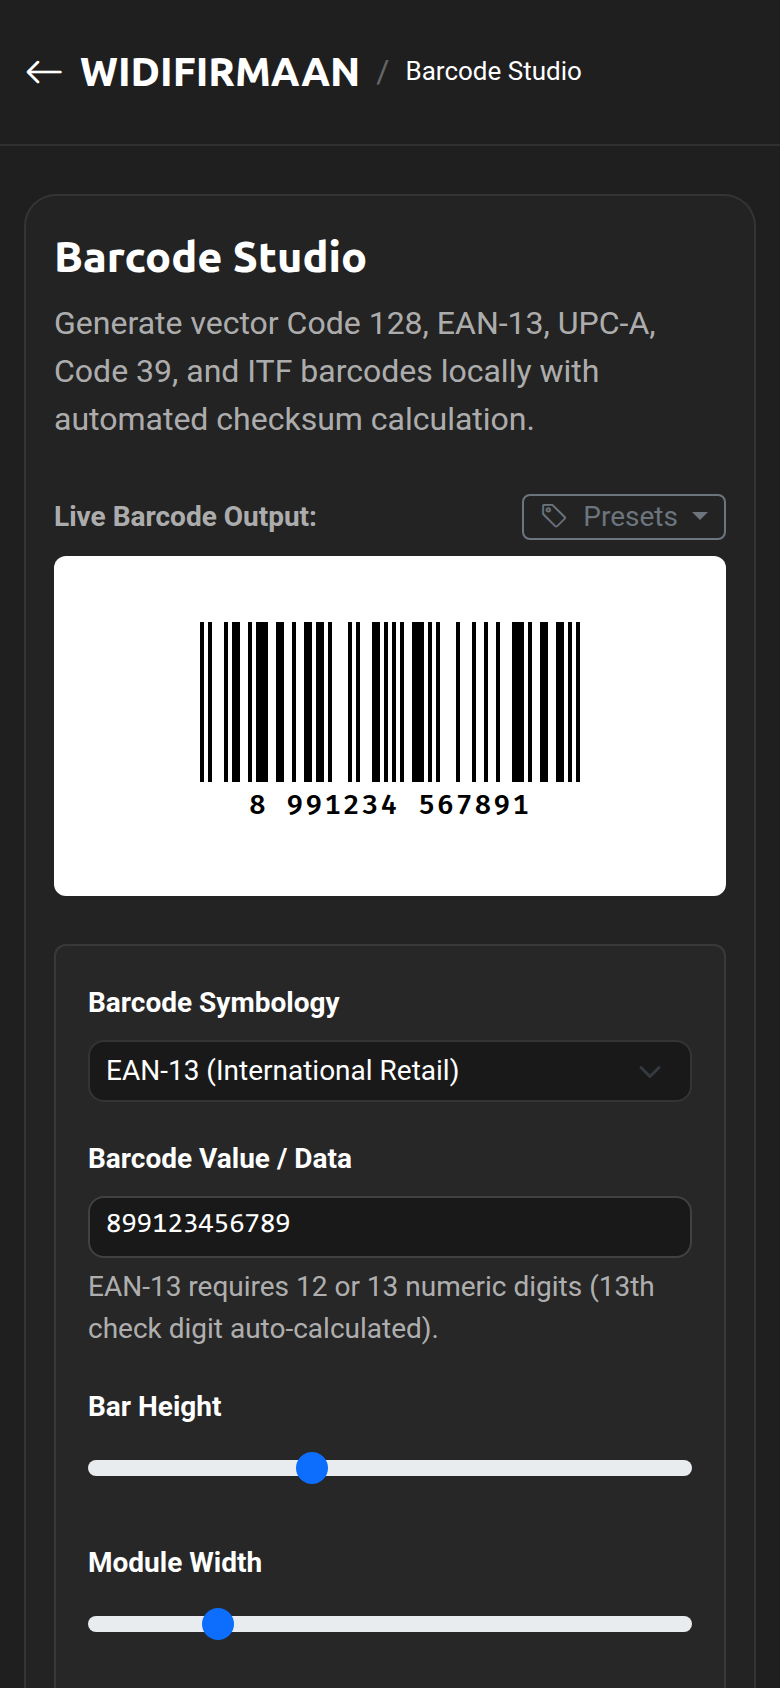 WIDIFIRMAAN / Barcode Studio
Barcode Studio
Generate vector Code 128, EAN-13, UPC-A,
Code 39, and ITF barcodes locally with
automated checksum calculation.
Live Barcode Output:
Presets
8 991234 567891
Barcode Symbology
EAN-13 (International Retail)
Barcode Value / Data
899123456789
EAN-13 requires 12 or 13 numeric digits (13th
check digit auto-calculated).
Bar Height
Module Width